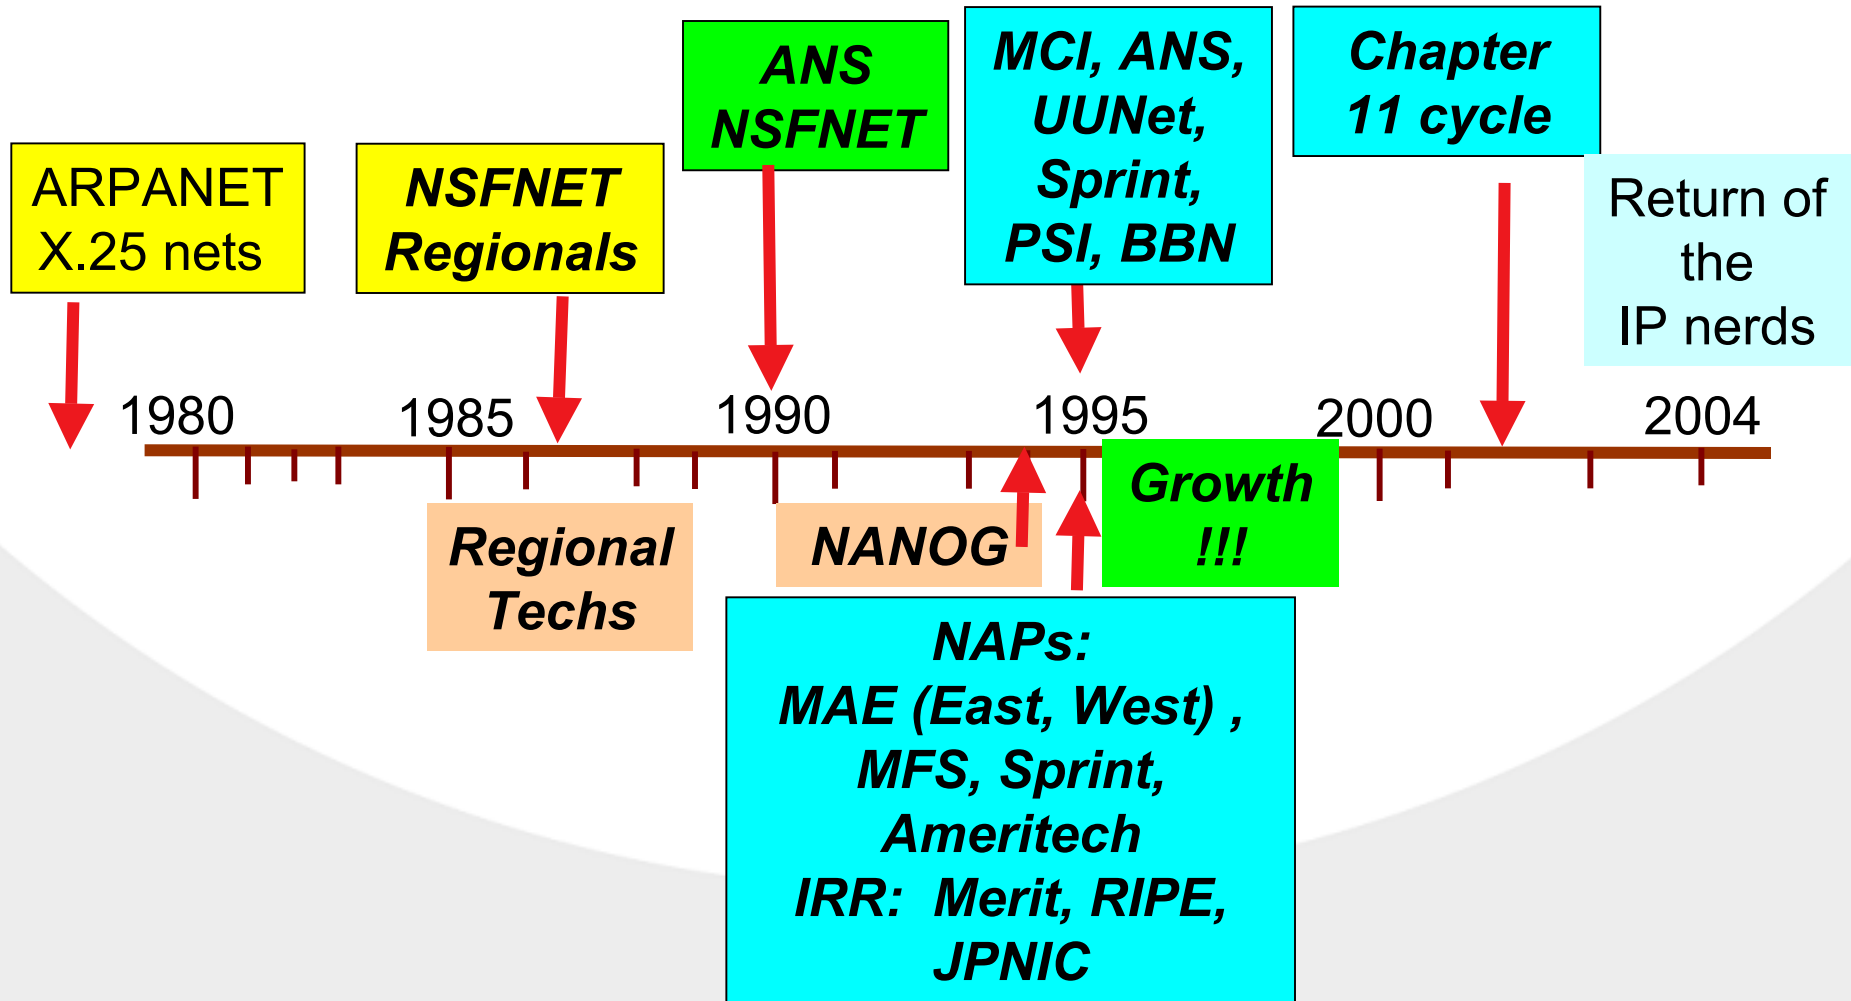 ARPANET
X.25 nets
NSFNET
Regionals
ANS
NSFNET
MCI, ANS,
UUNet,
Sprint,
PSI, BBN
Chapter
11 cycle
Return of
the
IP nerds
1980 1985 1990 1995 2000 2004
Regional
Techs
NANOG
Growth
!!!
NAPs:
MAE (East, West) ,
MFS, Sprint,
Ameritech
IRR: Merit, RIPE,
JPNIC